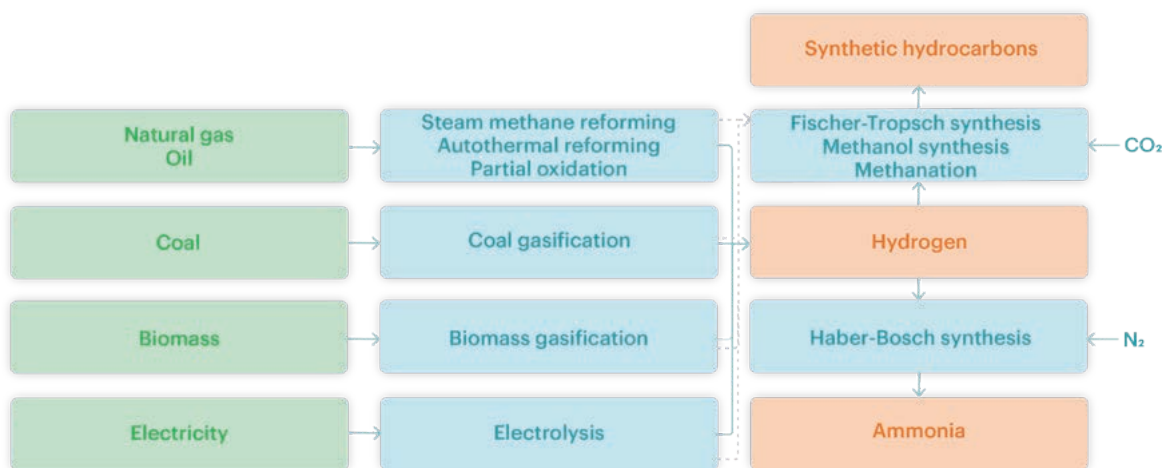 Synthetic hydrocarbons
Natural gas
Oil
Steam methane reforming
Autothermal reforming
Partial oxidation
Fischer-Tropsch synthesis
Methanol synthesis
Methanation
CO₂
Coal
Coal gasification
Hydrogen
Biomass
Biomass gasification
Haber-Bosch synthesis
N₂
Electricity
Electrolysis
Ammonia